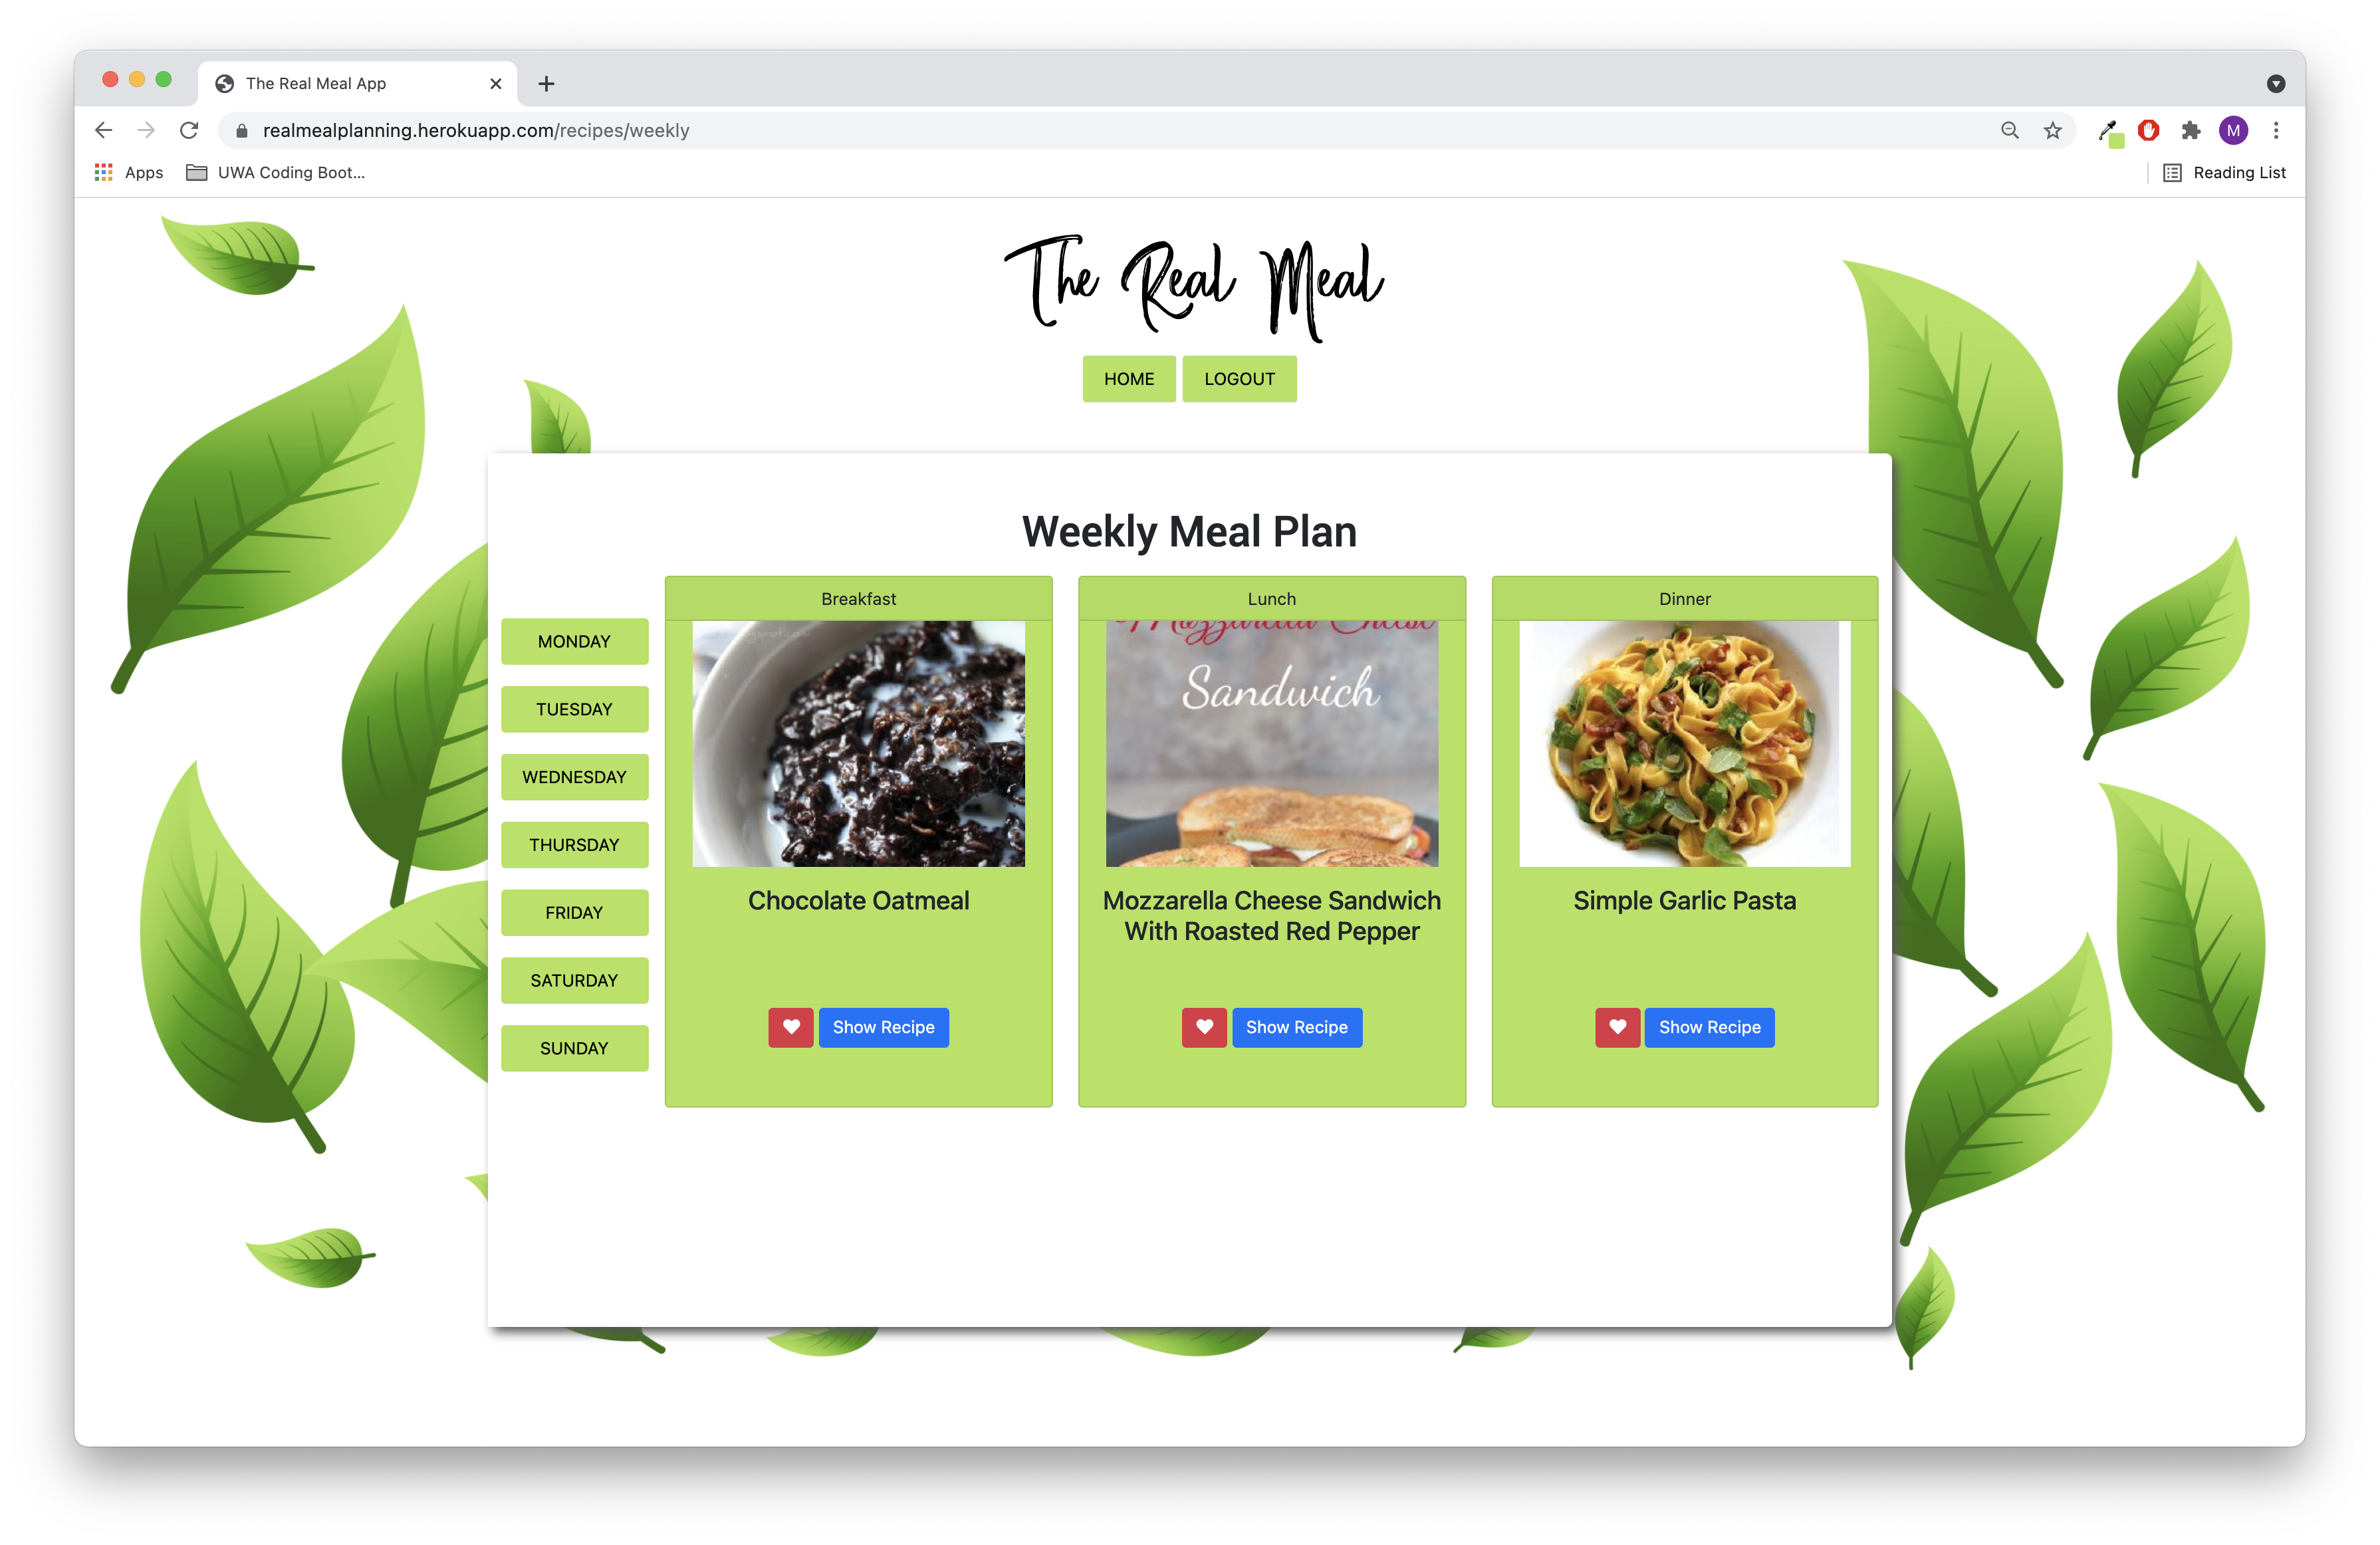 The Real Meal App
realmealplanning.herokuapp.com/recipes/weekly
M
Apps
UWA Coding Boot...
Reading List
The Real Meal
HOME
LOGOUT
Weekly Meal Plan
MONDAY
TUESDAY
WEDNESDAY
THURSDAY
FRIDAY
SATURDAY
SUNDAY
Breakfast
Chocolate Oatmeal
Show Recipe
Lunch
Mozzarella Cheese
Sandwich
Mozzarella Cheese Sandwich
With Roasted Red Pepper
Show Recipe
Dinner
Simple Garlic Pasta
Show Recipe